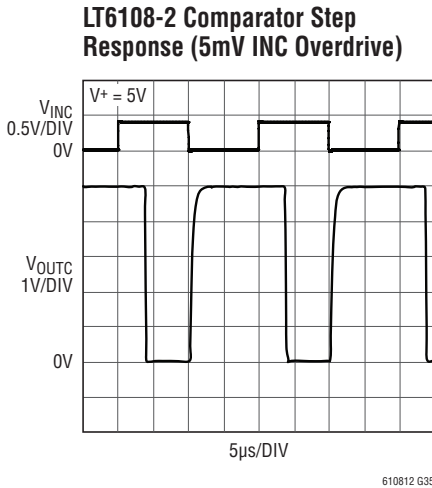 LT6108-2 Comparator Step
Response (5mV INC Overdrive)
V+ = 5V
VINC
0.5V/DIV
0V
VOUTC
1V/DIV
0V
5µs/DIV
610812 G35